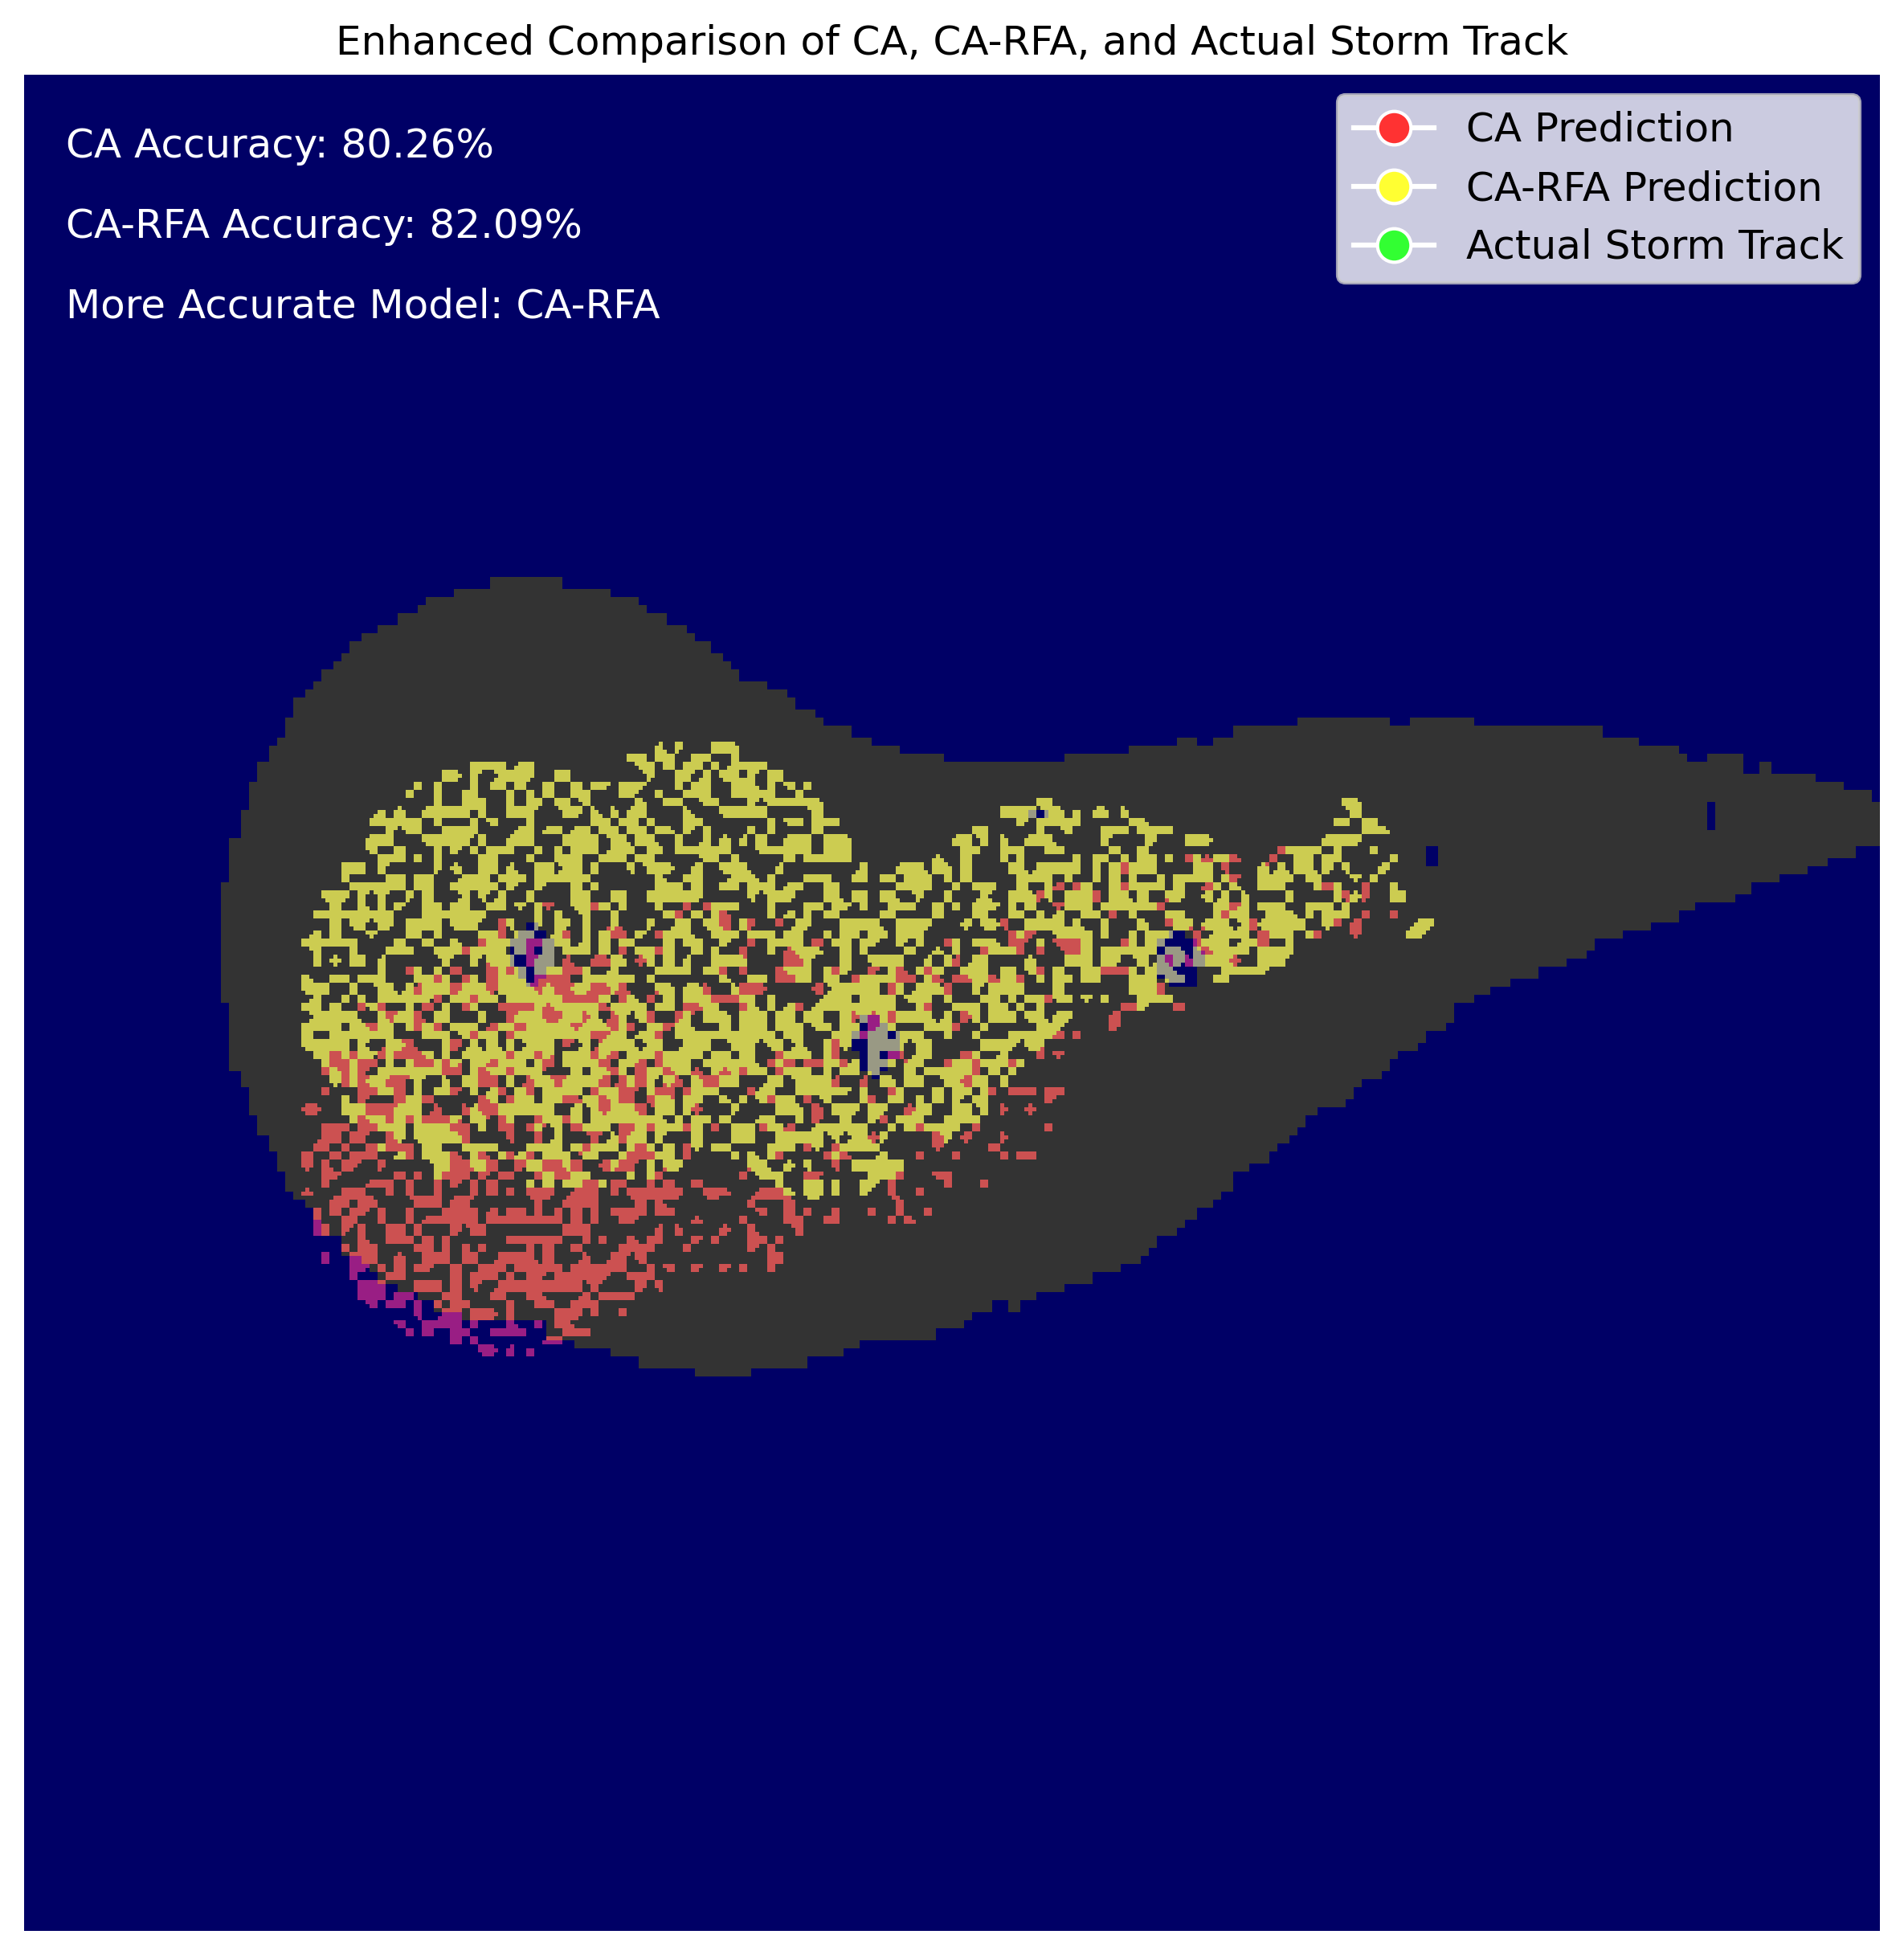 Enhanced Comparison of CA, CA-RFA, and Actual Storm Track
CA Accuracy: 80.26%
CA-RFA Accuracy: 82.09%
More Accurate Model: CA-RFA
CA Prediction
CA-RFA Prediction
Actual Storm Track